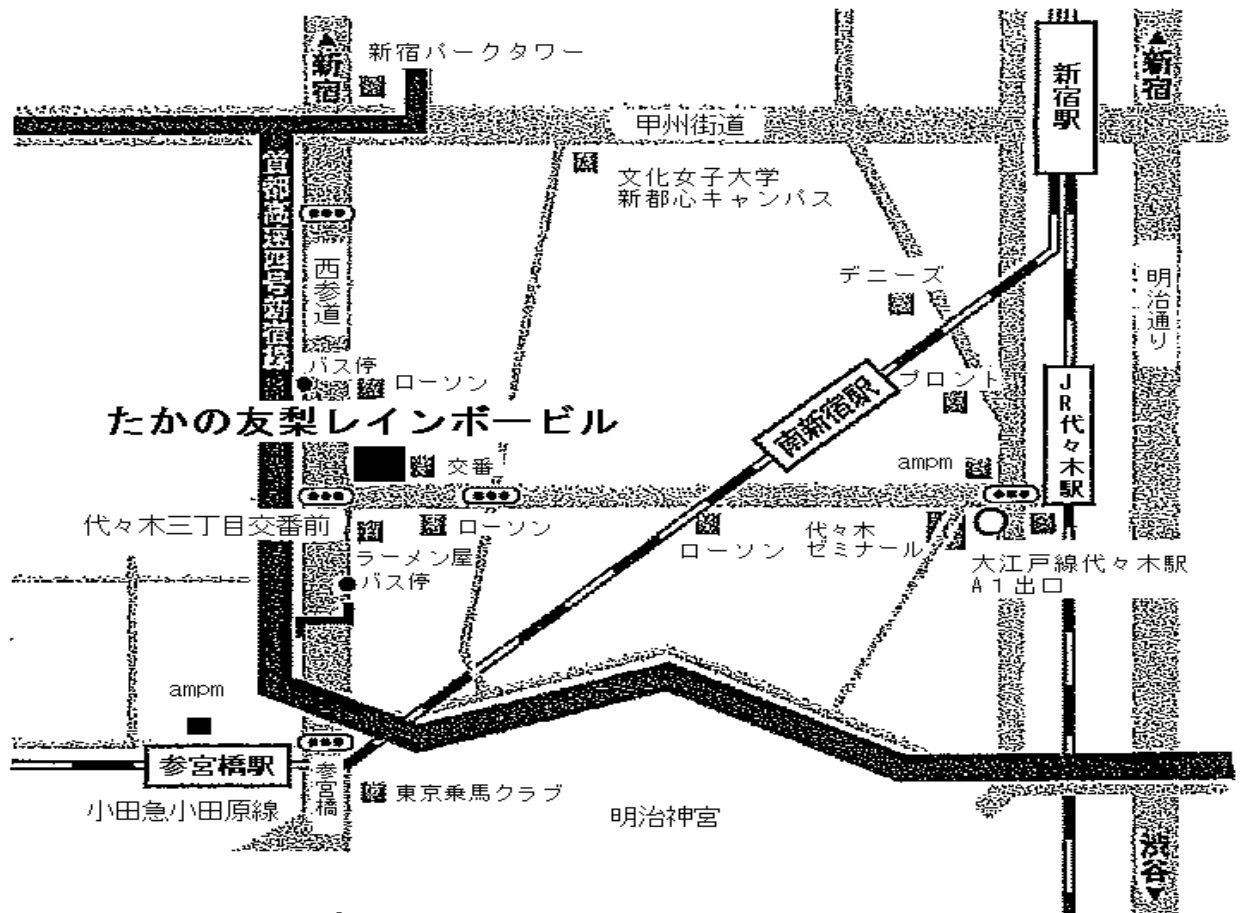 ▲新宿
新宿パークタワー
新宿駅
▲新宿
甲州街道
首都高速四号新宿線
文化女子大学
新都心キャンパス
西参道
デニーズ
明治通り
バス停
ローソン
プロント
南新宿駅
JR代々木駅
たかの友梨レインボービル
交番
ampm
代々木三丁目交番前
ローソン
ローソン
代々木
ゼミナール
ラーメン屋
バス停
大江戸線代々木駅
A1出口
ampm
参宮橋駅
参宮橋
東京乗馬クラブ
小田急小田原線
明治神宮
渋谷▼